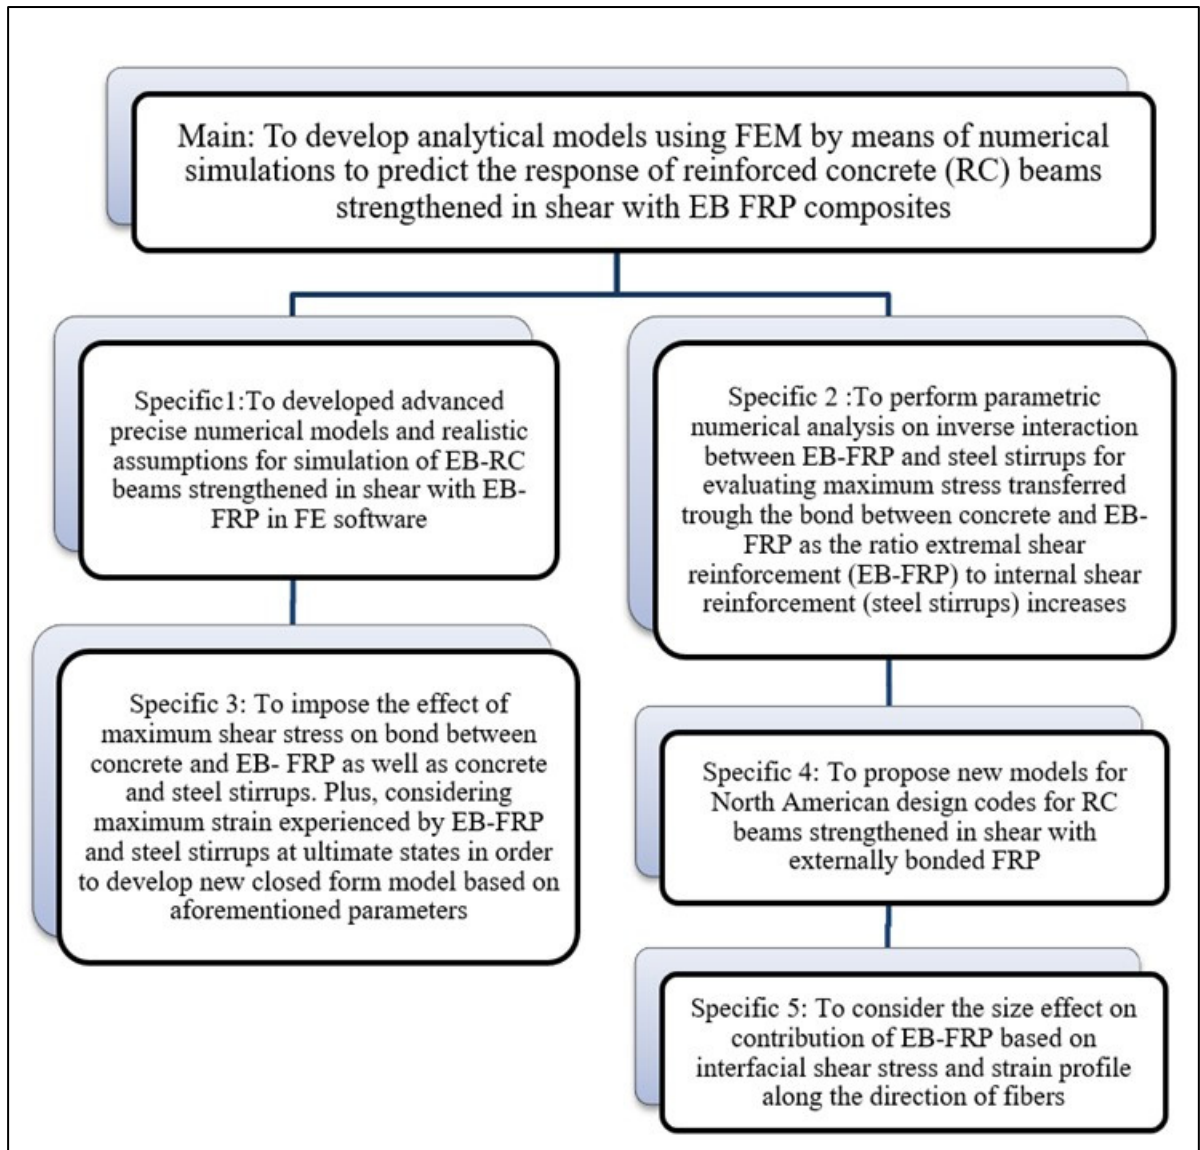 Main: To develop analytical models using FEM by means of numerical
simulations to predict the response of reinforced concrete (RC) beams
strengthened in shear with EB FRP composites
Specific1:To developed advanced
precise numerical models and realistic
assumptions for simulation of EB-RC
beams strengthened in shear with EB-
FRP in FE software
Specific 2 :To perform parametric
numerical analysis on inverse interaction
between EB-FRP and steel stirrups for
evaluating maximum stress transferred
trough the bond between concrete and EB-
FRP as the ratio extremal shear
reinforcement (EB-FRP) to internal shear
reinforcement (steel stirrups) increases
Specific 3: To impose the effect of
maximum shear stress on bond between
concrete and EB- FRP as well as concrete
and steel stirrups. Plus, considering
maximum strain experienced by EB-FRP
and steel stirrups at ultimate states in order
to develop new closed form model based on
aforementioned parameters
Specific 4: To propose new models for
North American design codes for RC
beams strengthened in shear with
externally bonded FRP
Specific 5: To consider the size effect on
contribution of EB-FRP based on
interfacial shear stress and strain profile
along the direction of fibers